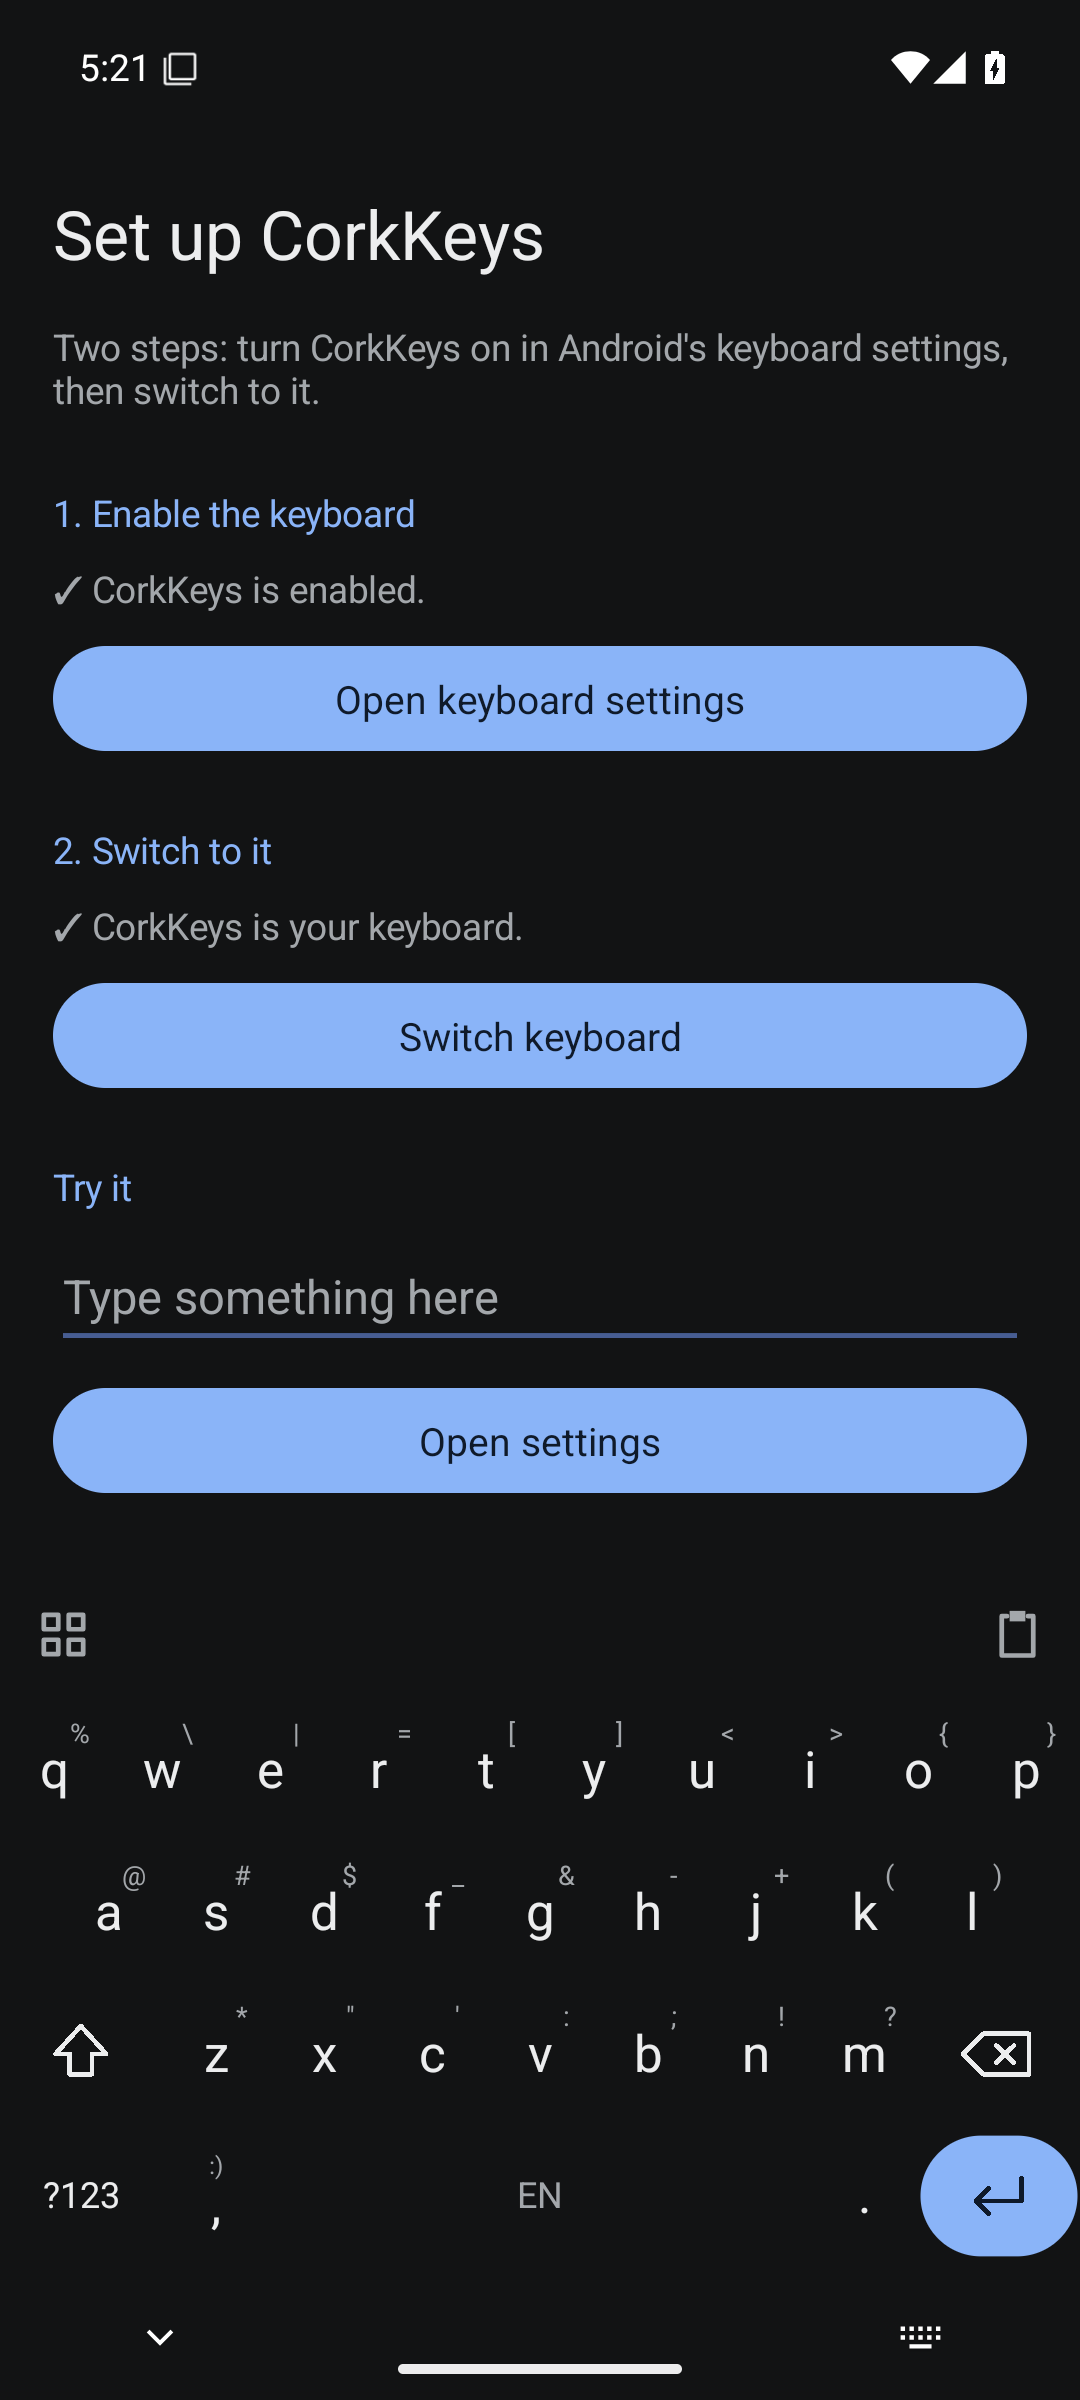 5:21
Set up CorkKeys
Two steps: turn CorkKeys on in Android's keyboard settings,
then switch to it.
1. Enable the keyboard
✓ CorkKeys is enabled.
Open keyboard settings
2. Switch to it
✓ CorkKeys is your keyboard.
Switch keyboard
Try it
Type something here
Open settings
% \ | = [ ] < > { }
q w e r t y u i o p
@ # $ _ & - + ( )
a s d f g h j k l
* " ' : ; ! ?
z x c v b n m
:)
?123 , EN .